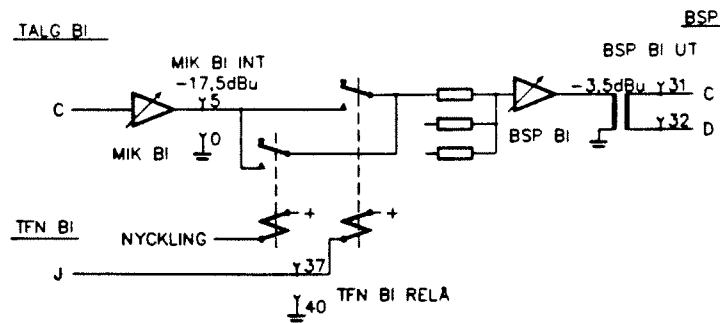 TALG BI
BSP
MIK BI INT
BSP BI UT
-17,5dBu
-3,5dBu
31
C
5
C
32
D
0
BSP BI
MIK BI
+
+
TFN BI
NYCKLING
37
J
TFN BI RELÅ
40